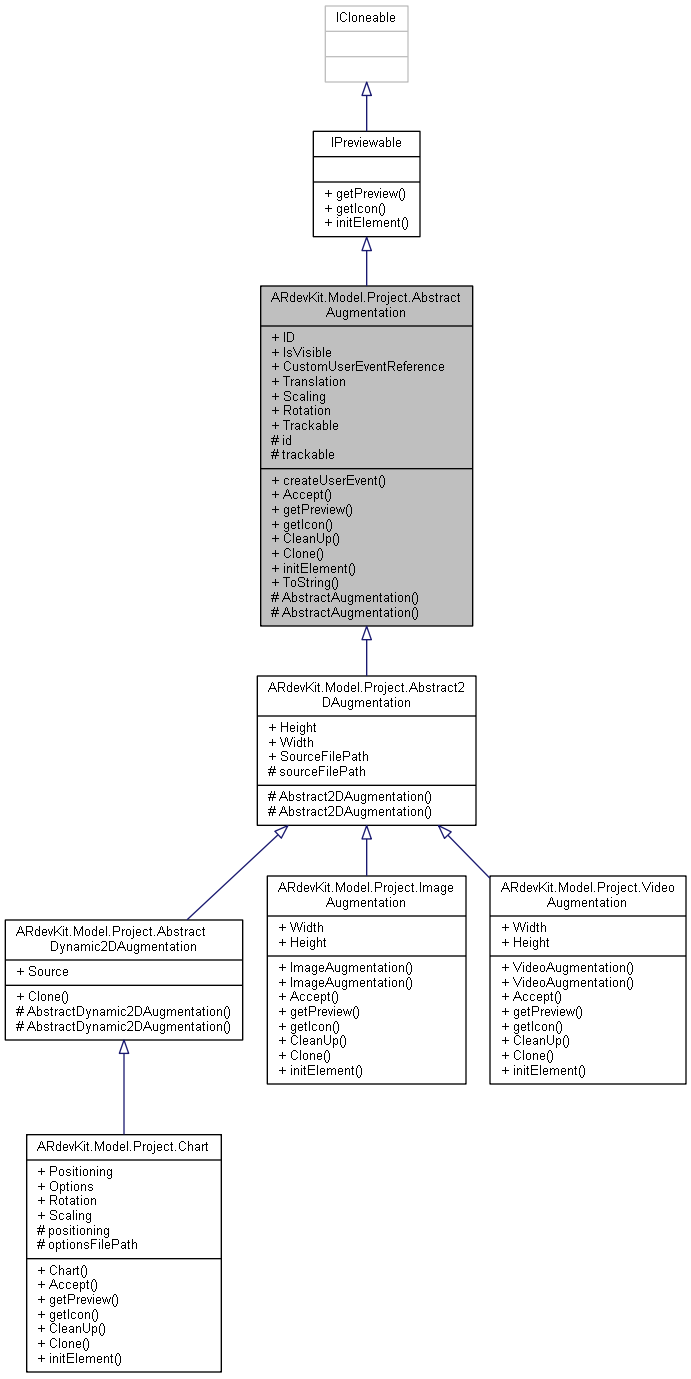 ICloneable
IPreviewable
+ getPreview()
+ getIcon()
+ initElement()
ARdevKit.Model.Project.Abstract
Augmentation
+ ID
+ IsVisible
+ CustomUserEventReference
+ Translation
+ Scaling
+ Rotation
+ Trackable
# id
# trackable
+ createUserEvent()
+ Accept()
+ getPreview()
+ getIcon()
+ CleanUp()
+ Clone()
+ initElement()
+ ToString()
# AbstractAugmentation()
# AbstractAugmentation()
ARdevKit.Model.Project.Abstract2
DAugmentation
+ Height
+ Width
+ SourceFilePath
# sourceFilePath
# Abstract2DAugmentation()
# Abstract2DAugmentation()
ARdevKit.Model.Project.Abstract
Dynamic2DAugmentation
+ Source
+ Clone()
# AbstractDynamic2DAugmentation()
# AbstractDynamic2DAugmentation()
ARdevKit.Model.Project.Image
Augmentation
+ Width
+ Height
+ ImageAugmentation()
+ ImageAugmentation()
+ Accept()
+ getPreview()
+ getIcon()
+ CleanUp()
+ Clone()
+ initElement()
ARdevKit.Model.Project.Video
Augmentation
+ Width
+ Height
+ VideoAugmentation()
+ VideoAugmentation()
+ Accept()
+ getPreview()
+ getIcon()
+ CleanUp()
+ Clone()
+ initElement()
ARdevKit.Model.Project.Chart
+ Positioning
+ Options
+ Rotation
+ Scaling
# positioning
# optionsFilePath
+ Chart()
+ Accept()
+ getPreview()
+ getIcon()
+ CleanUp()
+ Clone()
+ initElement()